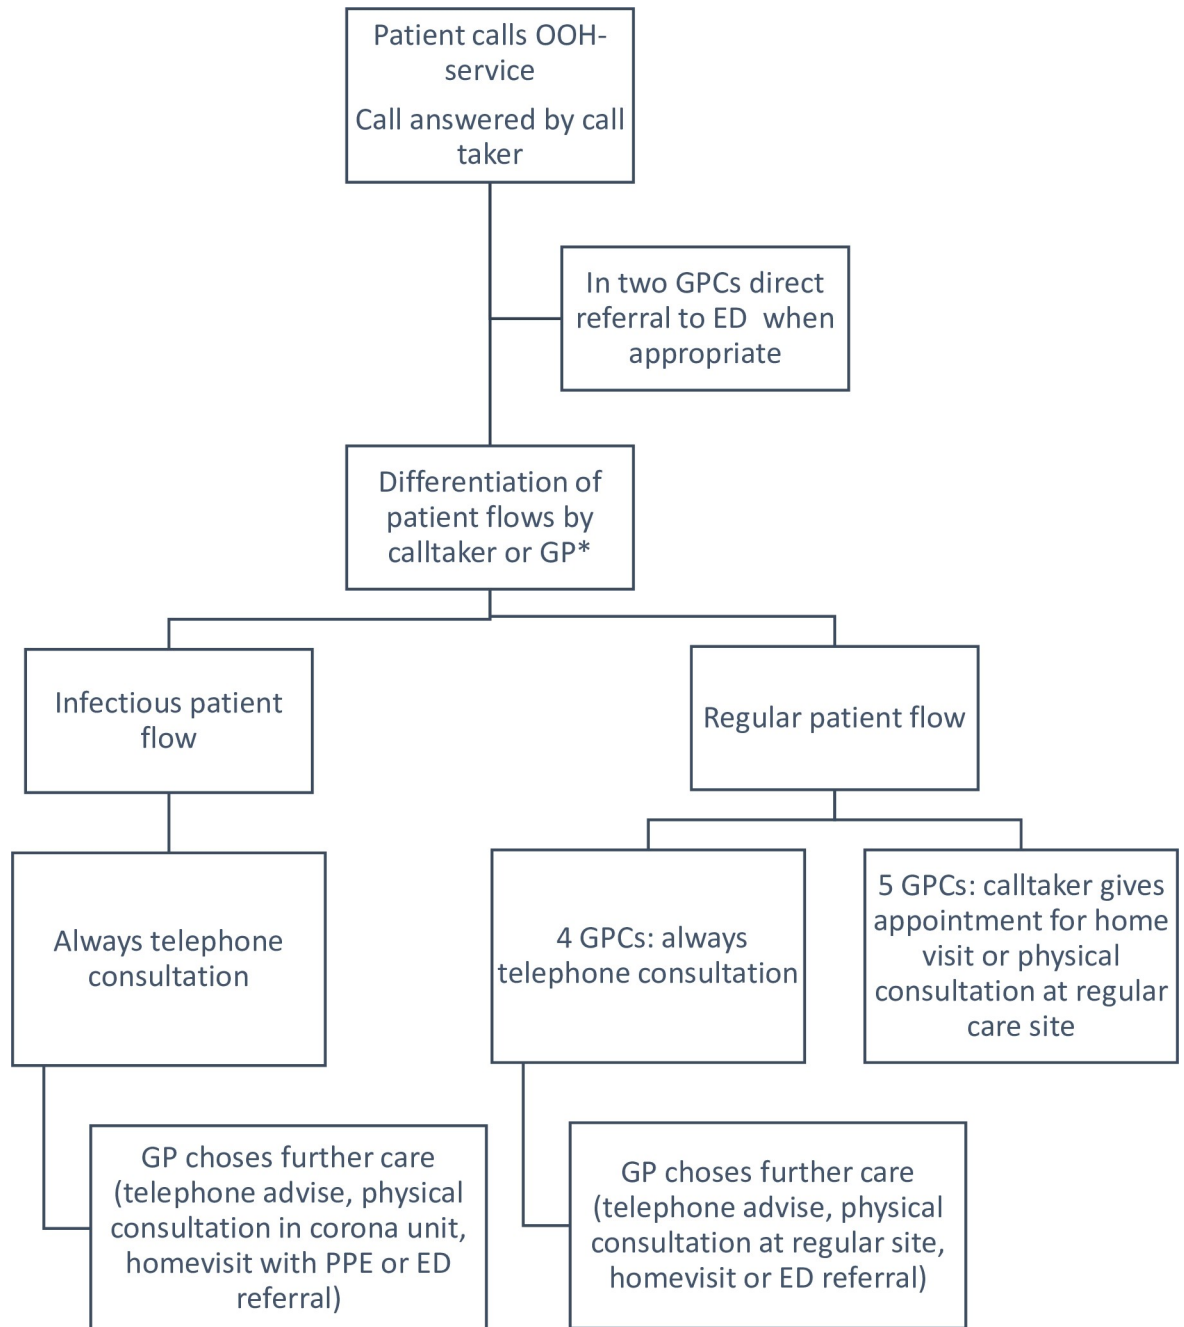 Patient calls OOH-
service
Call answered by call
taker
In two GPCs direct
referral to ED when
appropriate
Differentiation of
patient flows by
calltaker or GP*
Infectious patient
flow
Regular patient flow
Always telephone
consultation
4 GPCs: always
telephone consultation
5 GPCs: calltaker gives
appointment for home
visit or physical
consultation at regular
care site
GP choses further care
(telephone advise, physical
consultation in corona unit,
homevisit with PPE or ED
referral)
GP choses further care
(telephone advise, physical
consultation at regular site,
homevisit or ED referral)